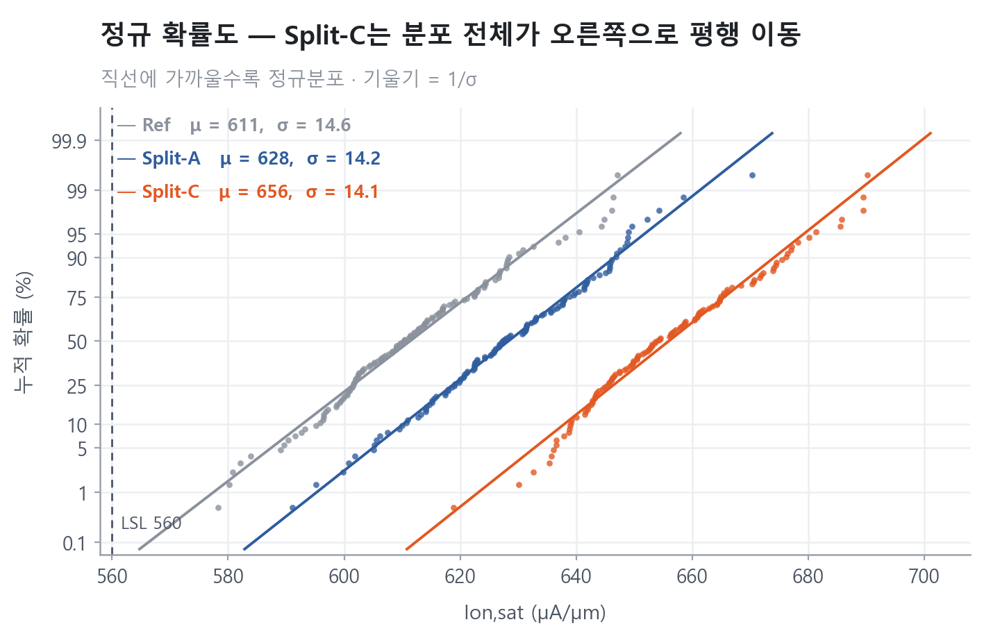 정규 확률도 — Split-C는 분포 전체가 오른쪽으로 평행 이동
직선에 가까울수록 정규분포 · 기울기 = 1/σ
Ref μ = 611, σ = 14.6
Split-A μ = 628, σ = 14.2
Split-C μ = 656, σ = 14.1
99.9
99
95
90
75
50
25
10
5
1
0.1
누적 확률 (%)
LSL 560
560 580 600 620 640 660 680 700
Ion,sat (μA/μm)